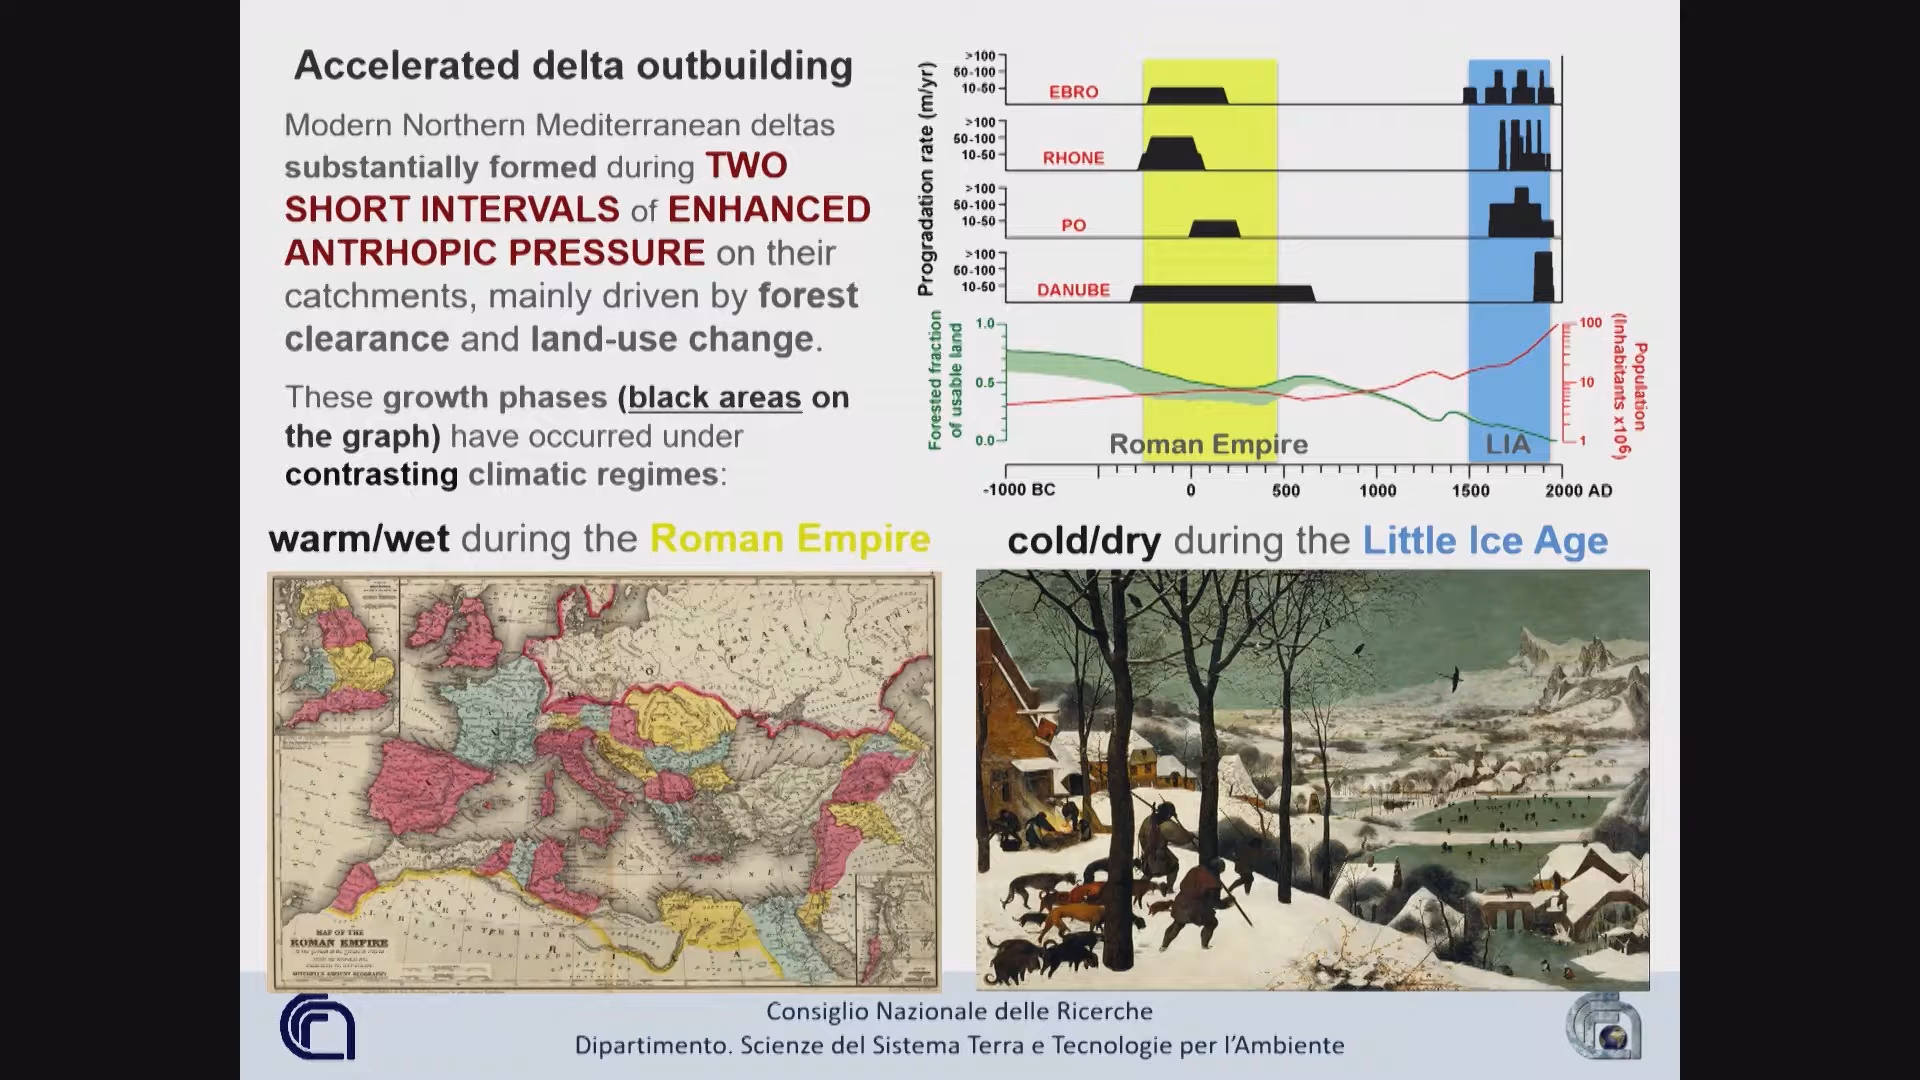 Accelerated delta outbuilding
Modern Northern Mediterranean deltas
substantially formed during TWO
SHORT INTERVALS of ENHANCED
ANTRHOPIC PRESSURE on their
catchments, mainly driven by forest
clearance and land-use change.
These growth phases (black areas on
the graph) have occurred under
contrasting climatic regimes:
Progradation rate (m/yr)
>100
50-100
10-50
EBRO
>100
50-100
10-50
RHONE
>100
50-100
10-50
PO
>100
50-100
10-50
DANUBE
Forested fraction
of usable land
1.0
0.5
0.0
100
10
1
Population
(Inhabitants x10⁶)
Roman Empire
LIA
-1000 BC
0
500
1000
1500
2000 AD
warm/wet during the Roman Empire
cold/dry during the Little Ice Age
MAP OF THE
ROMAN EMPIRE
MITCHELL'S ANCIENT GEOGRAPHY
Consiglio Nazionale delle Ricerche
Dipartimento. Scienze del Sistema Terra e Tecnologie per l'Ambiente